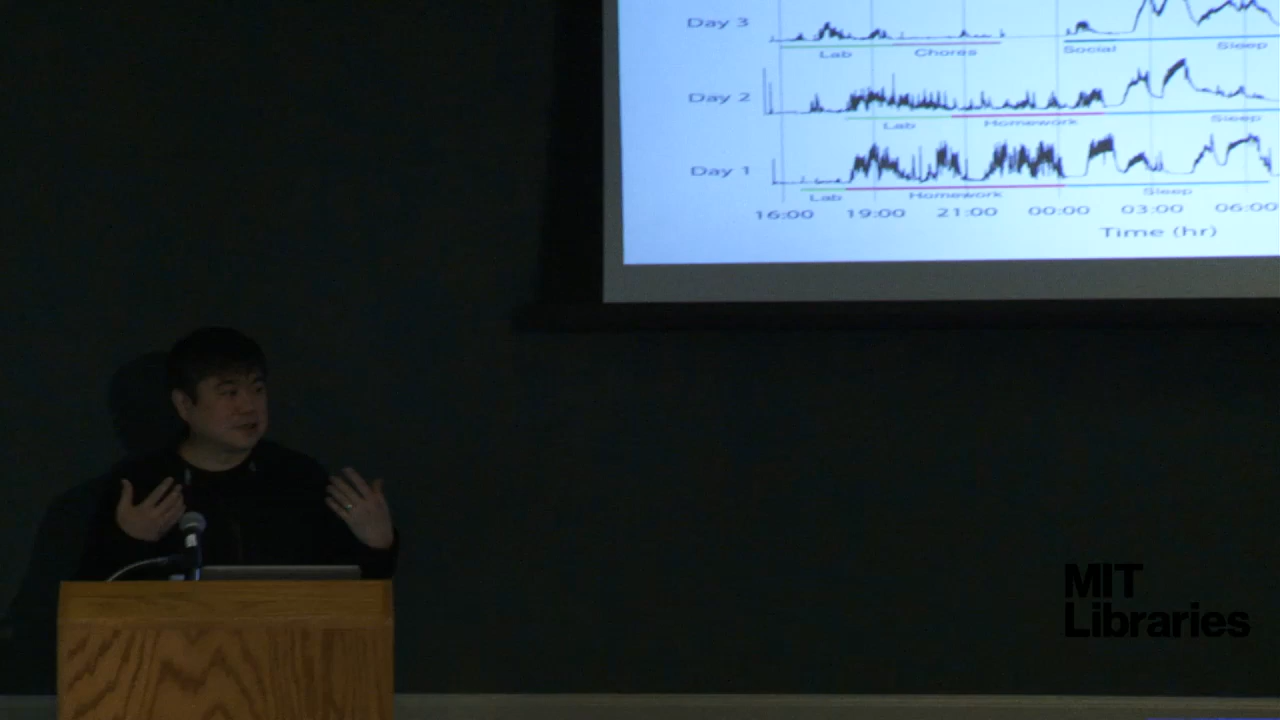 Day 3
Lab Chores Social Sleep
Day 2
Lab Homework Sleep
Day 1
Lab Homework Sleep
16:00 19:00 21:00 00:00 03:00 06:00
Time (hr)
MIT
Libraries